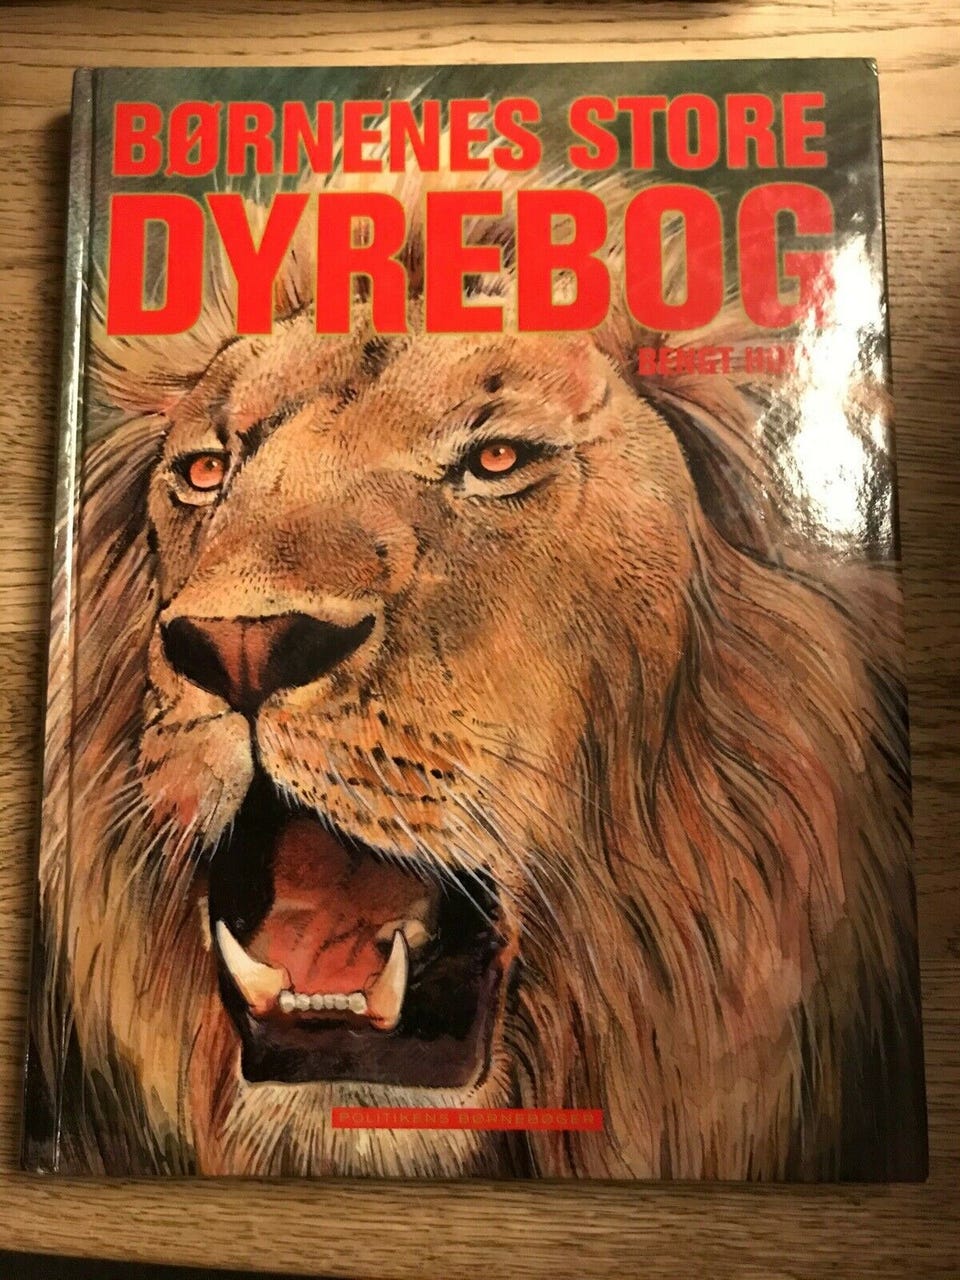 BØRNENES STORE
DYREBOG
BENGT
POLITIKENS BØRNEBØGER